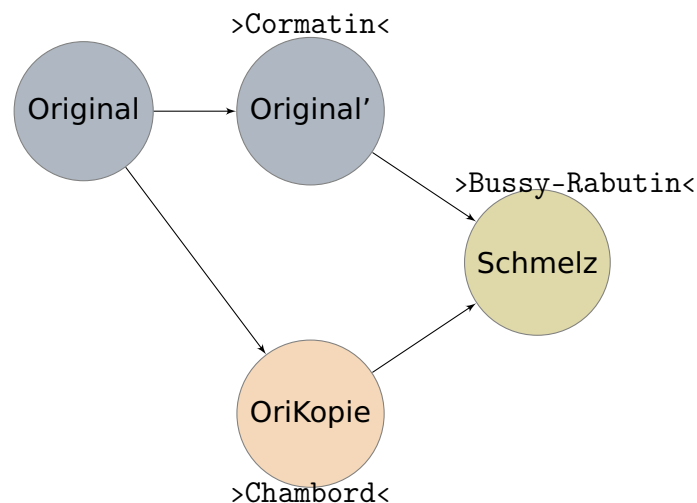 >Cormatin<
Original
Original’
>Bussy-Rabutin<
Schmelz
OriKopie
>Chambord<